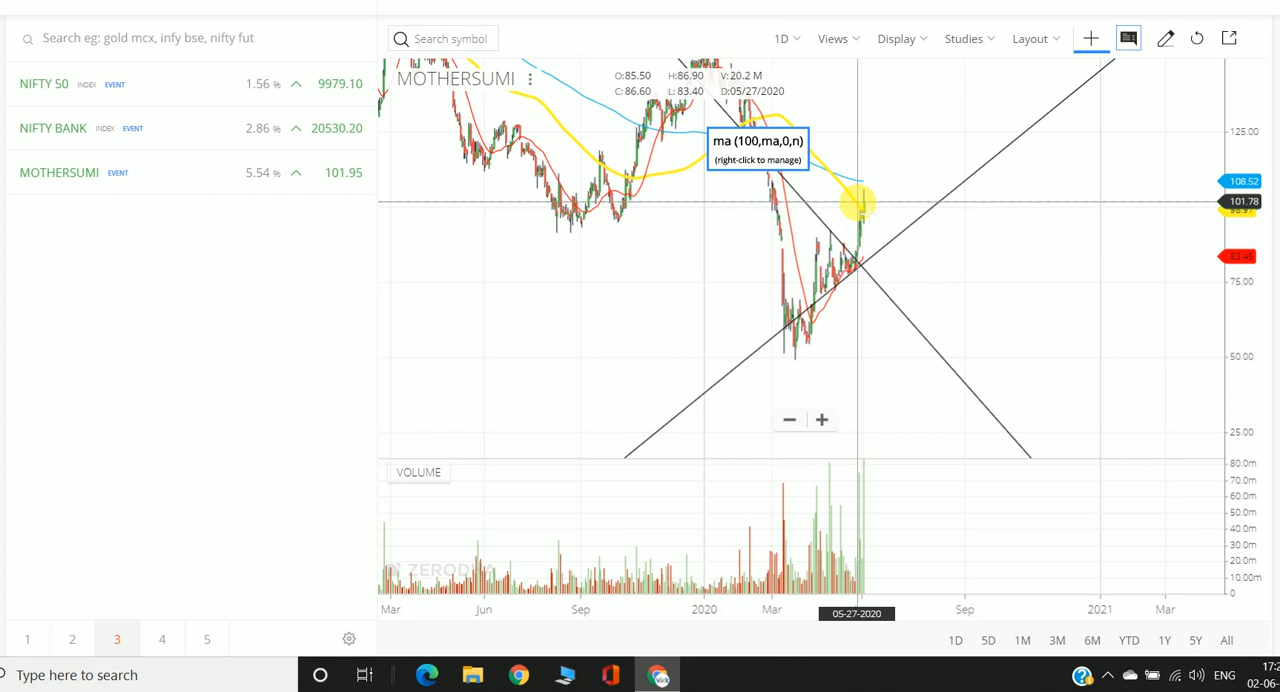 Search eg: gold mcx, infy bse, nifty fut
NIFTY 50 INDEX EVENT 1.56 % 9979.10
NIFTY BANK INDEX EVENT 2.86 % 20530.20
MOTHERSUMI EVENT 5.54 % 101.95
1 2 3 4 5
Search symbol 1D Views Display Studies Layout
MOTHERSUMI
O:85.50 H:86.90 V:20.2 M
C:86.60 L: 83.40 D:05/27/2020
ma (100,ma,0,n)
(right-click to manage)
125.00
108.52
101.78
83.45
75.00
50.00
25.00
VOLUME
80.0m
70.0m
60.0m
50.0m
40.0m
30.0m
20.0m
10.00m
0
ZERODHA
Mar Jun Sep 2020 Mar 05-27-2020 Sep 2021 Mar
1D 5D 1M 3M 6M YTD 1Y 5Y All
Type here to search
ENG